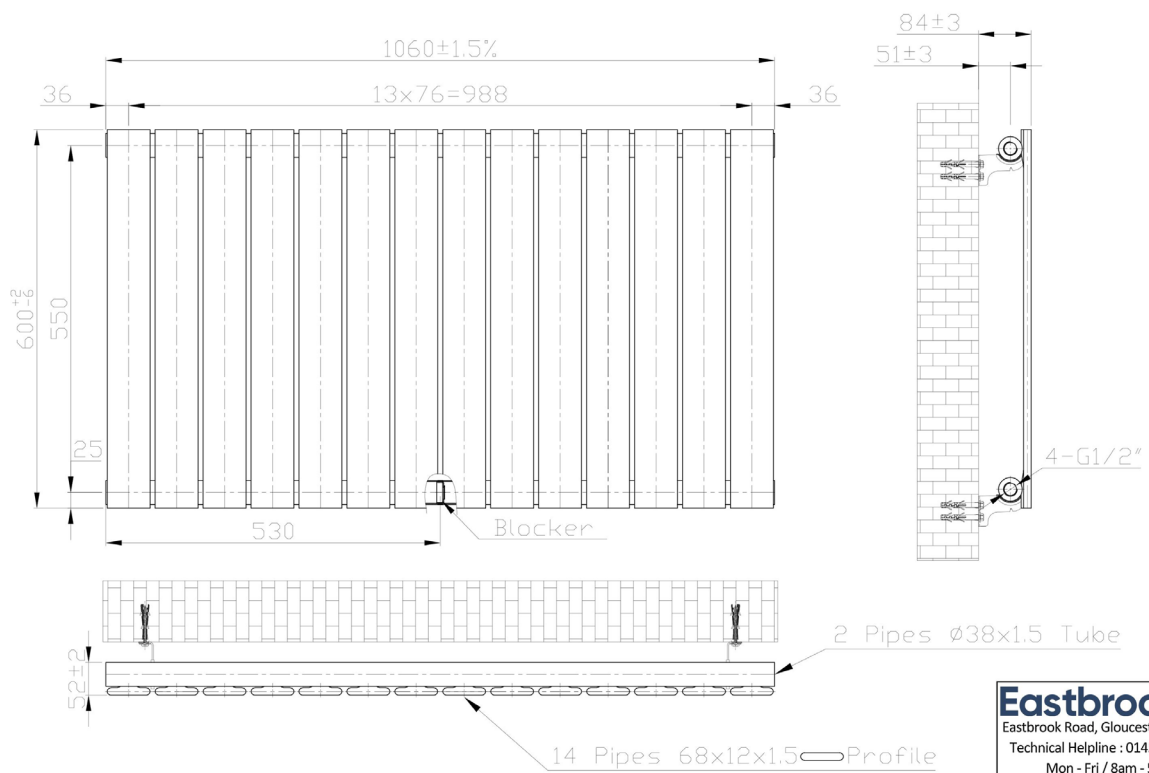 84±3
1060±1.5%
51±3
36
13x76=988
36
600 +2 -6
550
25
4-G1/2"
530
Blocker
2 Pipes Ø38x1.5 Tube
52±2
14 Pipes 68x12x1.5 Profile
Eastbroo
Eastbrook Road, Glouces
Technical Helpline : 014
Mon - Fri / 8am -